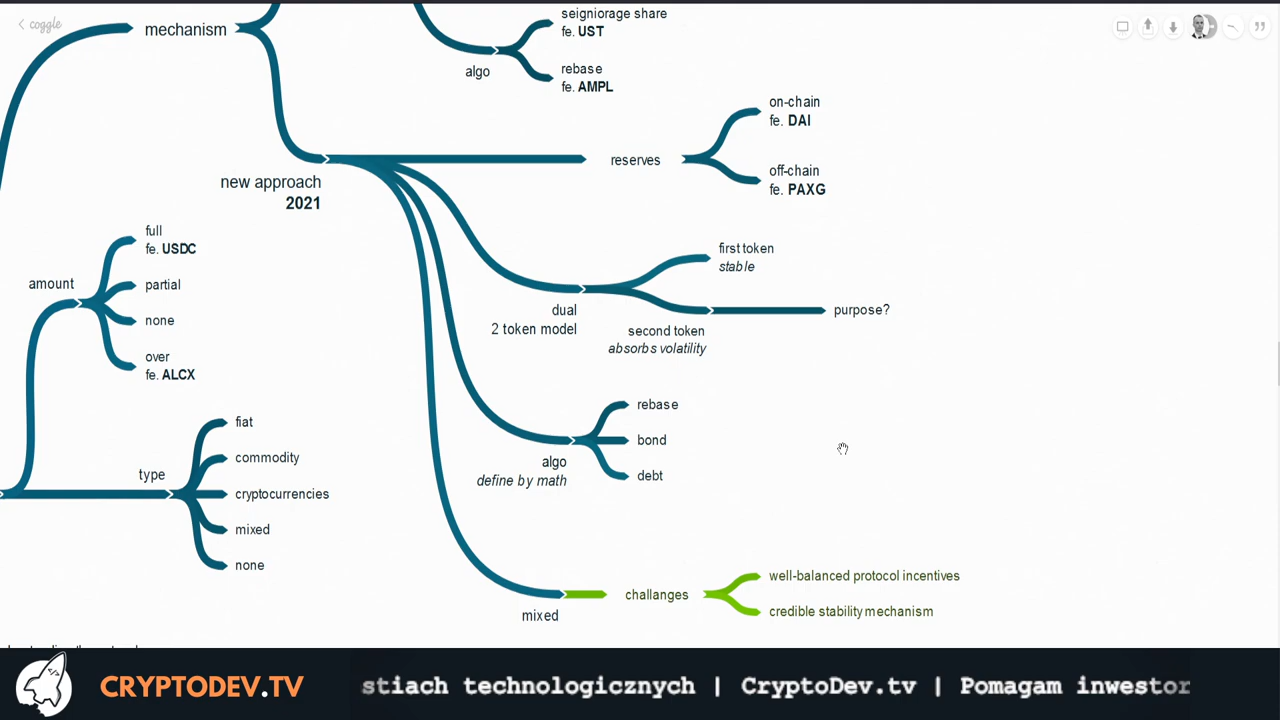 coggle
mechanism
seigniorage share
fe. UST
algo
rebase
fe. AMPL
new approach
2021
reserves
on-chain
fe. DAI
off-chain
fe. PAXG
amount
full
fe. USDC
partial
none
over
fe. ALCX
dual
2 token model
first token
stable
second token
absorbs volatility
purpose?
type
fiat
commodity
cryptocurrencies
mixed
none
algo
define by math
rebase
bond
debt
mixed
challanges
well-balanced protocol incentives
credible stability mechanism
CRYPTODEV.TV
stiach technologicznych | CryptoDev.tv | Pomagam inwestor